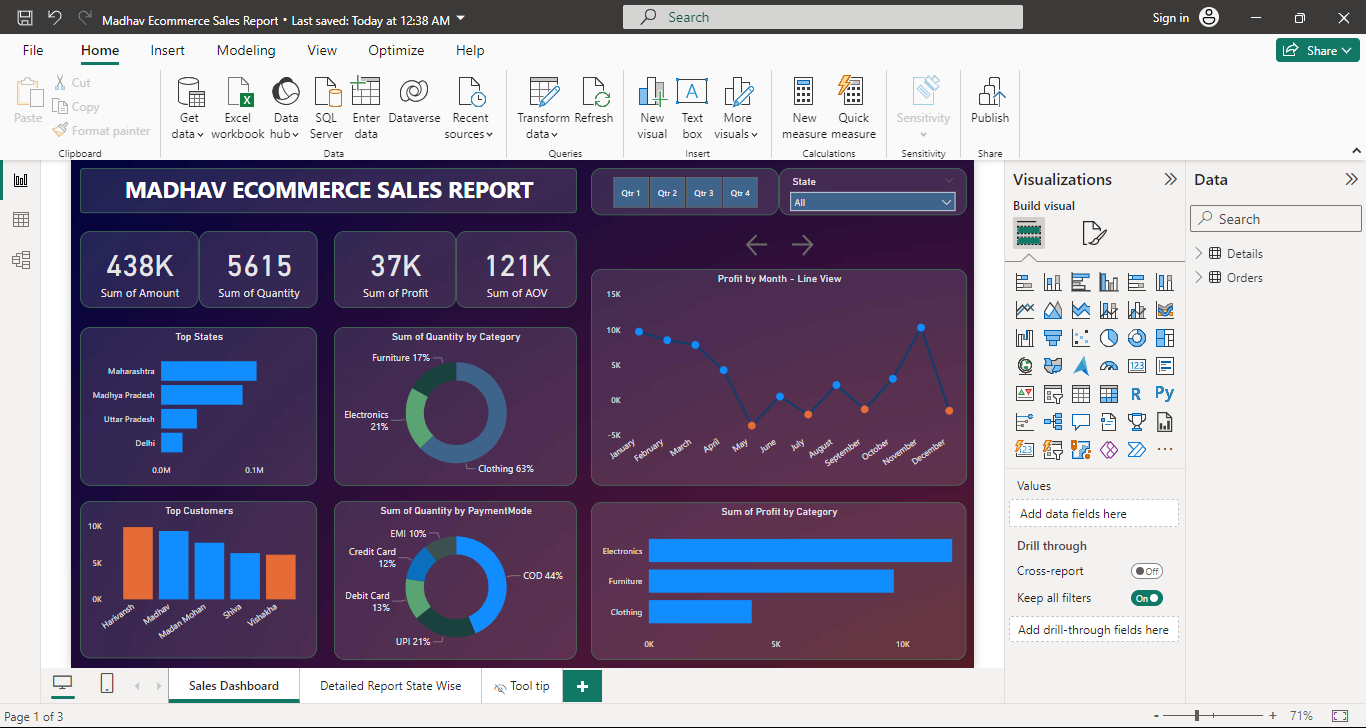 Madhav Ecommerce Sales Report • Last saved: Today at 12:38 AM
Search
Sign in
File Home Insert Modeling View Optimize Help
Share
Paste
Cut
Copy
Format painter
Clipboard
Get data
Excel workbook
Data hub
SQL Server
Enter data
Dataverse
Recent sources
Data
Transform data
Refresh
Queries
New visual
Text box
More visuals
Insert
New measure
Quick measure
Calculations
Sensitivity
Sensitivity
Publish
Share
MADHAV ECOMMERCE SALES REPORT
Qtr 1 Qtr 2 Qtr 3 Qtr 4
State
All
438K
Sum of Amount
5615
Sum of Quantity
37K
Sum of Profit
121K
Sum of AOV
Top States
Maharashtra
Madhya Pradesh
Uttar Pradesh
Delhi
0.0M 0.1M
Sum of Quantity by Category
Furniture 17%
Electronics
21%
Clothing 63%
Profit by Month - Line View
15K
10K
5K
0K
-5K
January February March April May June July August September October November December
Top Customers
10K
5K
0K
Harivansh Madhav Madan Mohan Shiva Vishakha
Sum of Quantity by PaymentMode
EMI 10%
Credit Card
12%
Debit Card
13%
UPI 21%
COD 44%
Sum of Profit by Category
Electronics
Furniture
Clothing
0K 5K 10K
Visualizations
Build visual
123
R
Py
123
Values
Add data fields here
Drill through
Cross-report Off
Keep all filters On
Add drill-through fields here
Data
Search
Details
Orders
Sales Dashboard
Detailed Report State Wise
Tool tip
+
Page 1 of 3
- + 71%